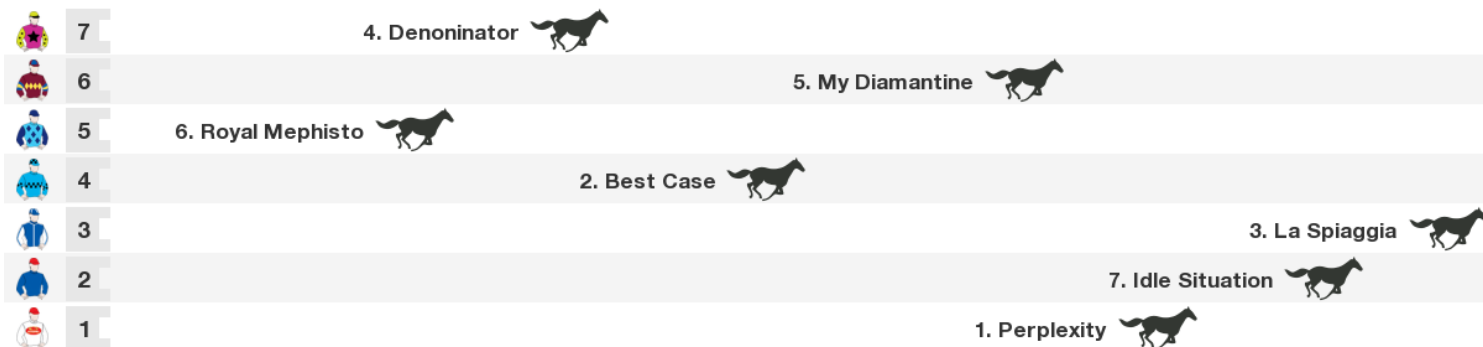 7 4. Denoninator
6 5. My Diamantine
5 6. Royal Mephisto
4 2. Best Case
3 3. La Spiaggia
2 7. Idle Situation
1 1. Perplexity